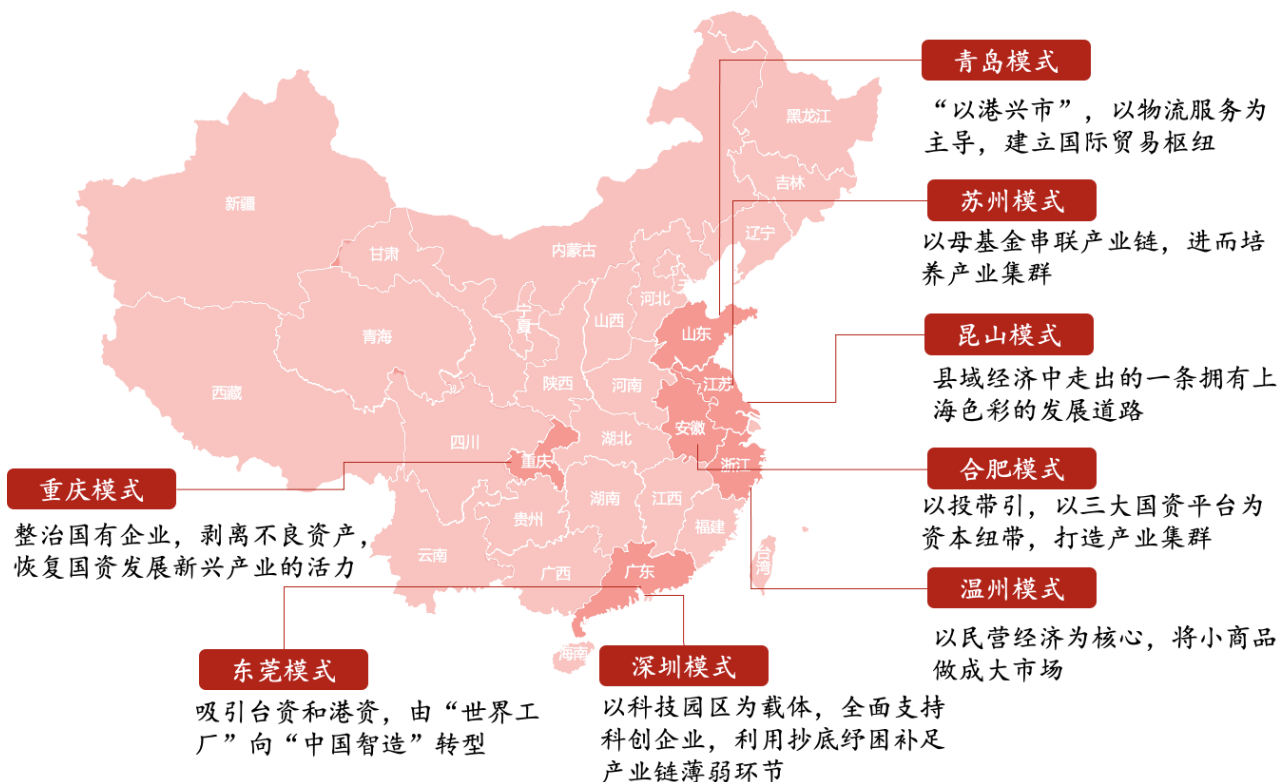 青岛模式
“以港兴市”，以物流服务为
主导，建立国际贸易枢纽
苏州模式
以母基金串联产业链，进而培
养产业集群
昆山模式
县域经济中走出的一条拥有上
海色彩的发展道路
合肥模式
以投带引，以三大国资平台为
资本纽带，打造产业集群
温州模式
以民营经济为核心，将小商品
做成大市场
重庆模式
整治国有企业，剥离不良资产，
恢复国资发展新兴产业的活力
东莞模式
吸引台资和港资，由“世界工
厂”向“中国智造”转型
深圳模式
以科技园区为载体，全面支持
科创企业，利用抄底纾困补足
产业链薄弱环节
黑龙江
吉林
辽宁
新疆
甘肃
内蒙古
河北
宁夏
山西
山东
青海
陕西
河南
江苏
西藏
安徽
四川
重庆
湖北
浙江
湖南
江西
贵州
福建
云南
广西
广东
台湾
海南